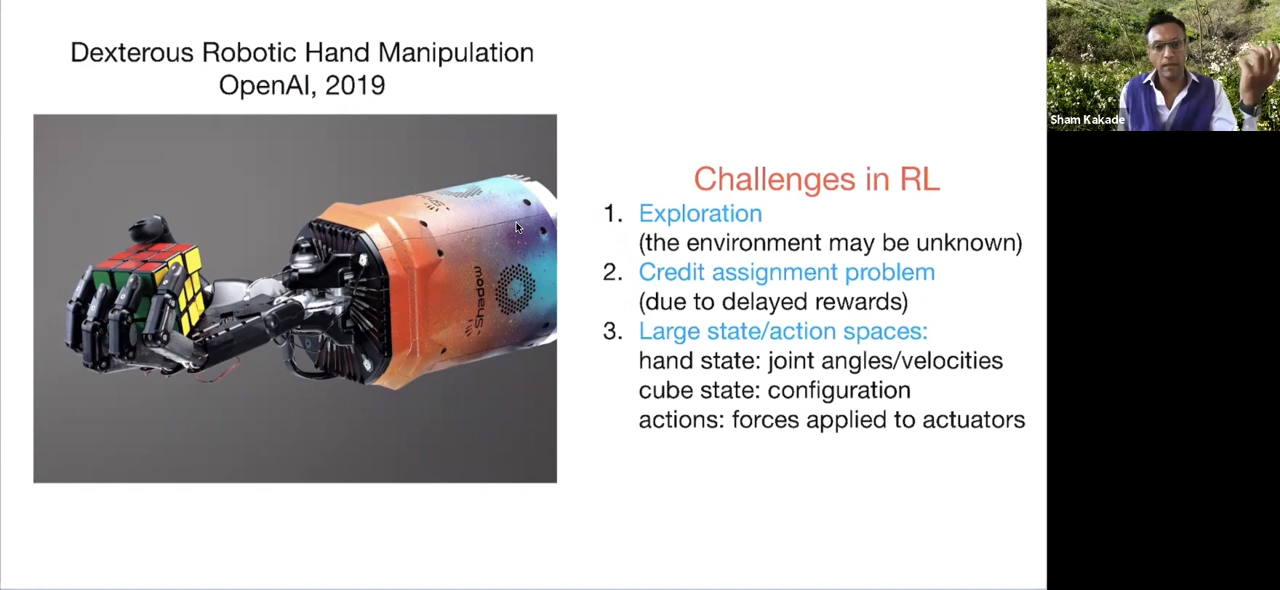 Dexterous Robotic Hand Manipulation
OpenAI, 2019
Shadow
Challenges in RL
1. Exploration
(the environment may be unknown)
2. Credit assignment problem
(due to delayed rewards)
3. Large state/action spaces:
hand state: joint angles/velocities
cube state: configuration
actions: forces applied to actuators
Sham Kakade